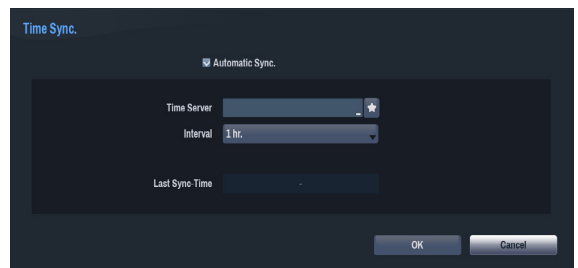 Time Sync.
Automatic Sync.
Time Server _
Interval 1 hr.
Last Sync-Time -
OK Cancel